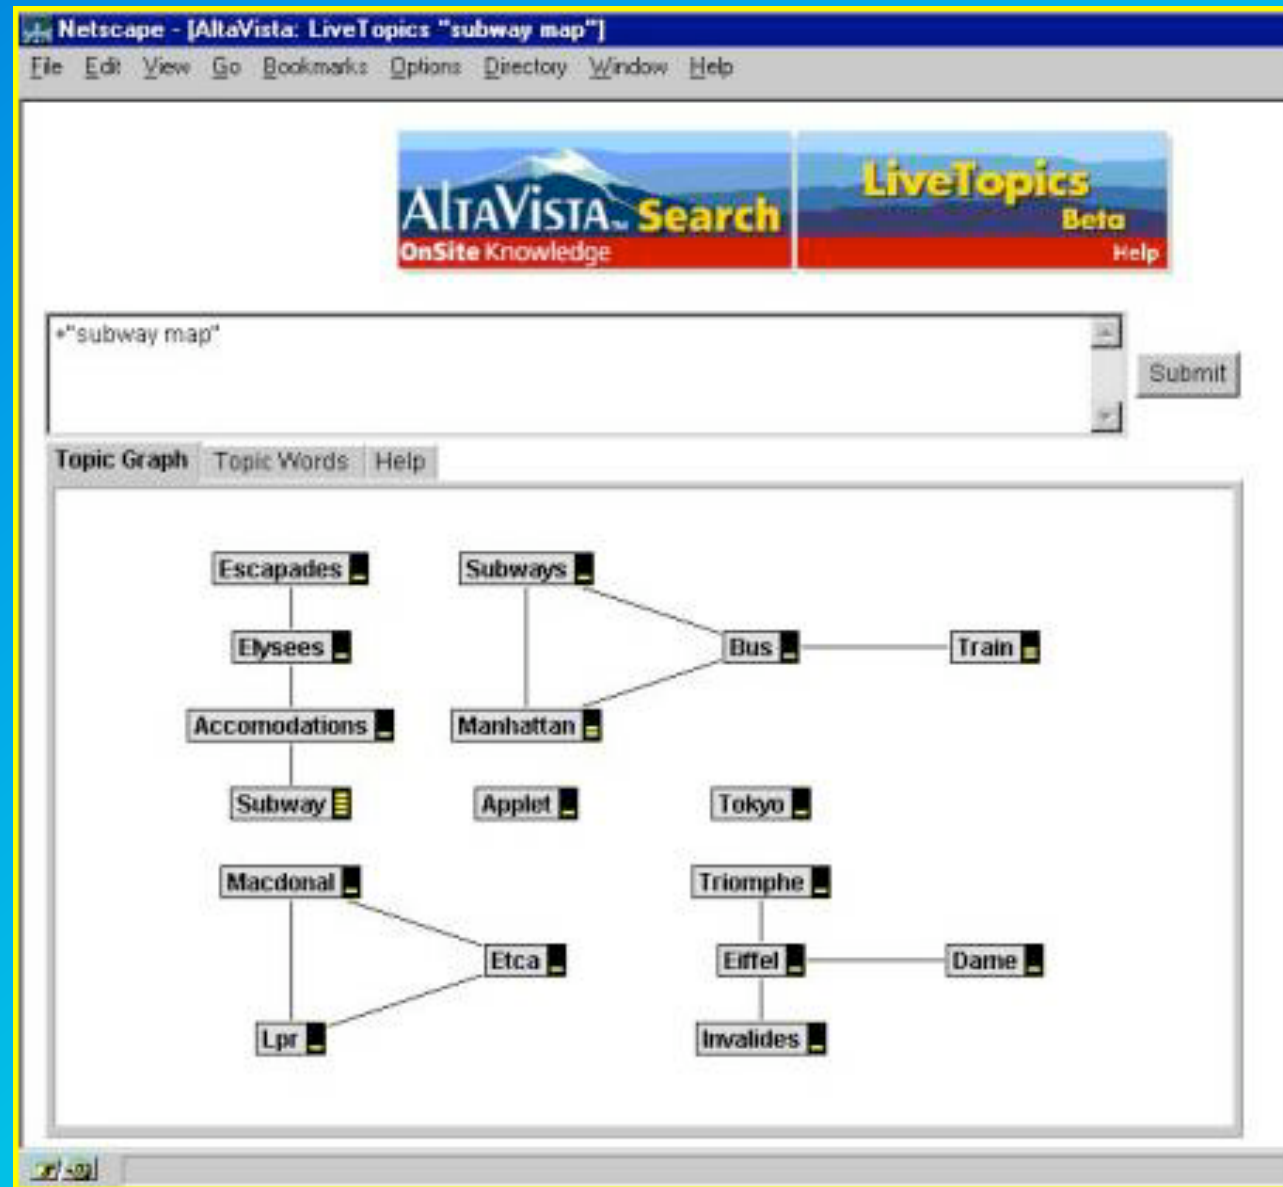 Netscape - [AltaVista: LiveTopics "subway map"]
File Edit View Go Bookmarks Options Directory Window Help
ALTAVISTA™ Search
OnSite Knowledge
LiveTopics
Beta
Help
+"subway map"
Submit
Topic Graph Topic Words Help
Escapades Subways
Elysees Bus Train
Accomodations Manhattan
Subway Applet Tokyo
Macdonal Triomphe
Etca Eiffel Dame
Lpr Invalides